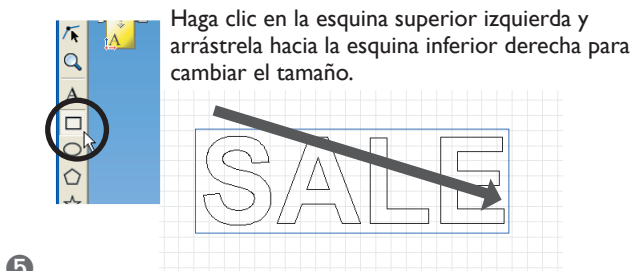 Haga clic en la esquina superior izquierda y
arrástrela hacia la esquina inferior derecha para
cambiar el tamaño.
A
A
SALE
5